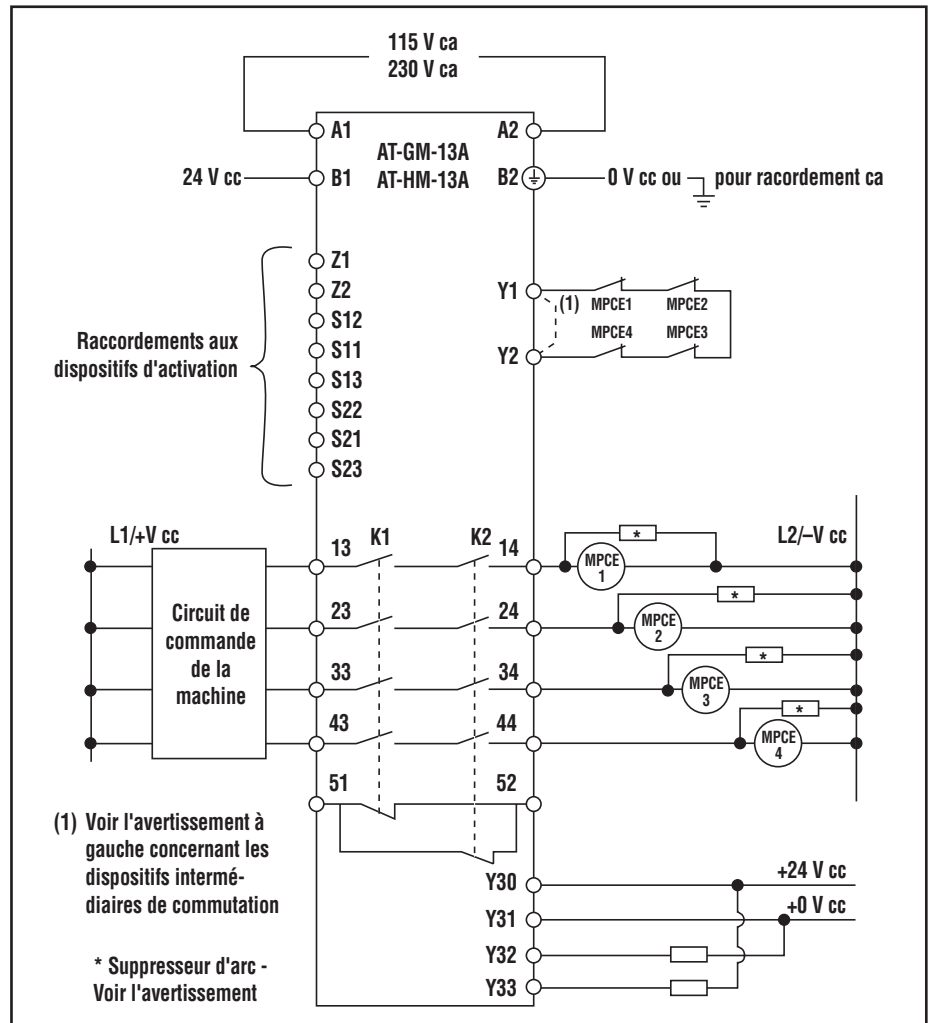 115 V ca
230 V ca
A1
A2
AT-GM-13A
AT-HM-13A
24 V cc
B1
B2
0 V cc ou
pour racordement ca
Z1
Z2
S12
S11
S13
S22
S21
S23
Raccordements aux
dispositifs d'activation
Y1
Y2
(1)
MPCE1
MPCE2
MPCE4
MPCE3
L1/+V cc
L2/–V cc
Circuit de
commande
de la
machine
13
K1
K2
14
23
24
33
34
43
44
51
52
*
MPCE
1
*
MPCE
2
*
MPCE
3
*
MPCE
4
(1) Voir l'avertissement à
gauche concernant les
dispositifs intermé-
diaires de commutation
* Suppresseur d'arc -
Voir l'avertissement
Y30
Y31
Y32
Y33
+24 V cc
+0 V cc